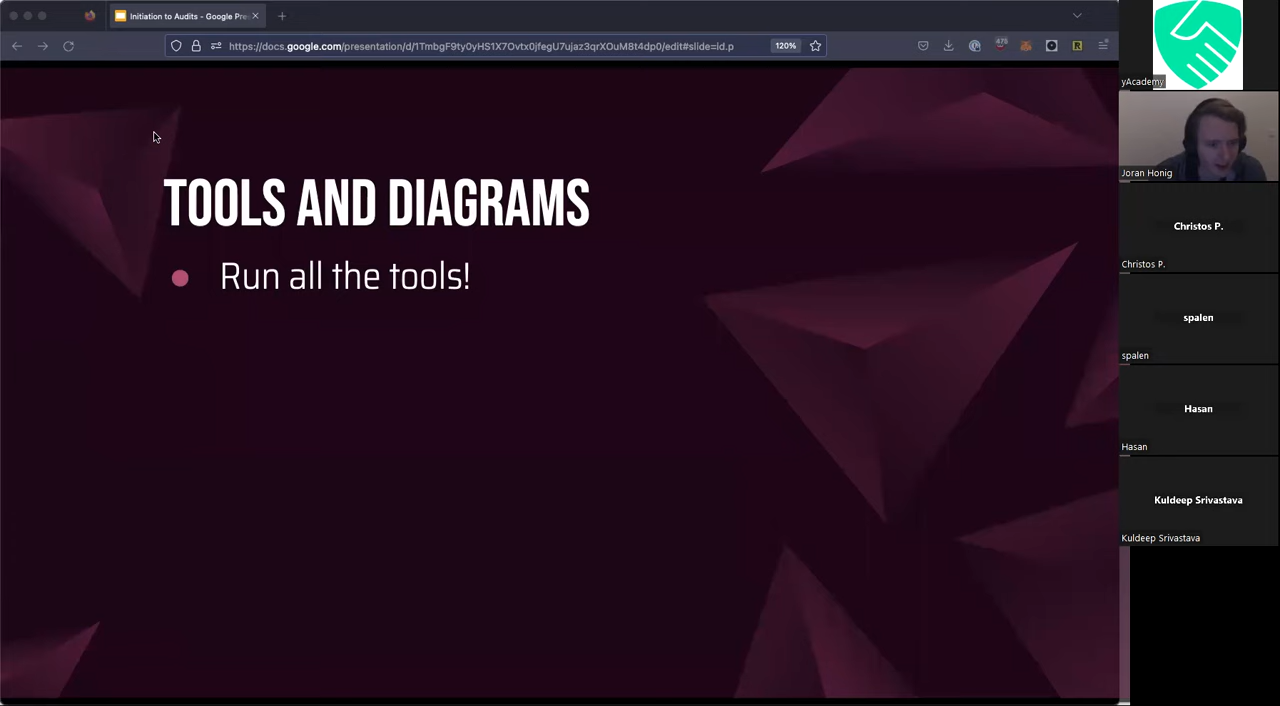 Initiation to Audits - Google Pre
https://docs.google.com/presentation/d/1TmbgF9ty0yHS1X7Ovtx0jfegU7ujaz3qrXOuM8t4dp0/edit#slide=id.p
120%
475
TOOLS AND DIAGRAMS
Run all the tools!
yAcademy
Joran Honig
Christos P.
Christos P.
spalen
spalen
Hasan
Hasan
Kuldeep Srivastava
Kuldeep Srivastava